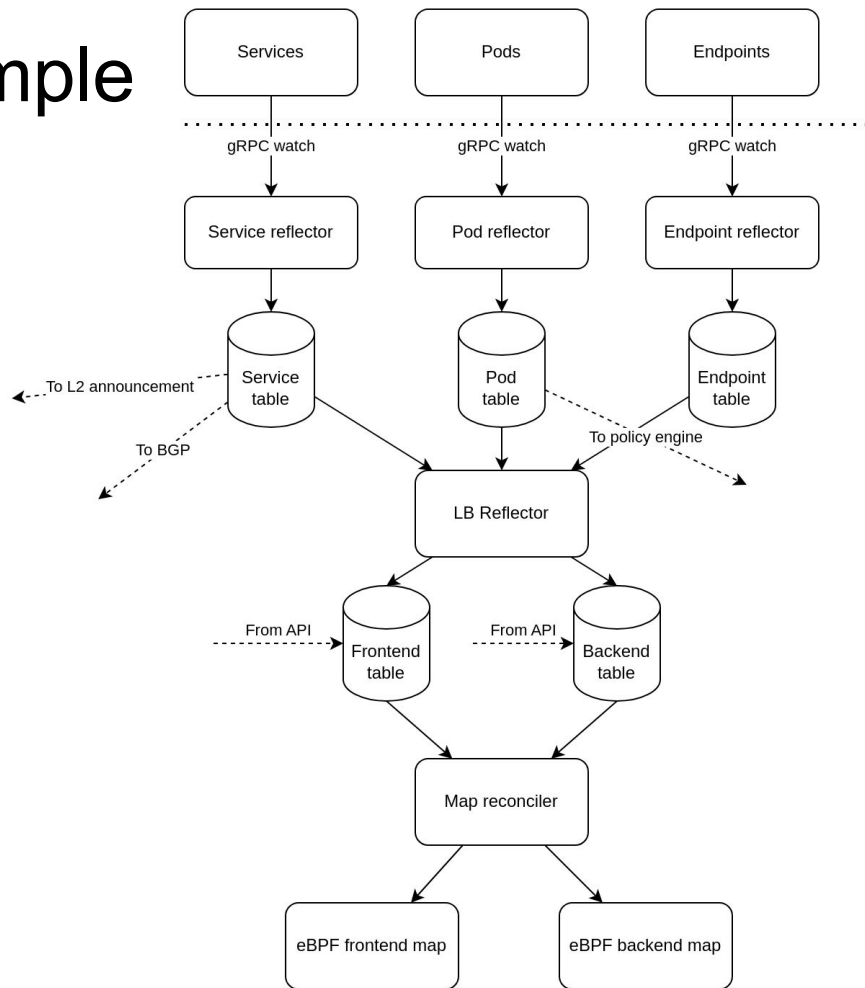 mple
Services
Pods
Endpoints
gRPC watch
gRPC watch
gRPC watch
Service reflector
Pod reflector
Endpoint reflector
Service
table
Pod
table
Endpoint
table
To L2 announcement
To BGP
To policy engine
LB Reflector
From API
From API
Frontend
table
Backend
table
Map reconciler
eBPF frontend map
eBPF backend map